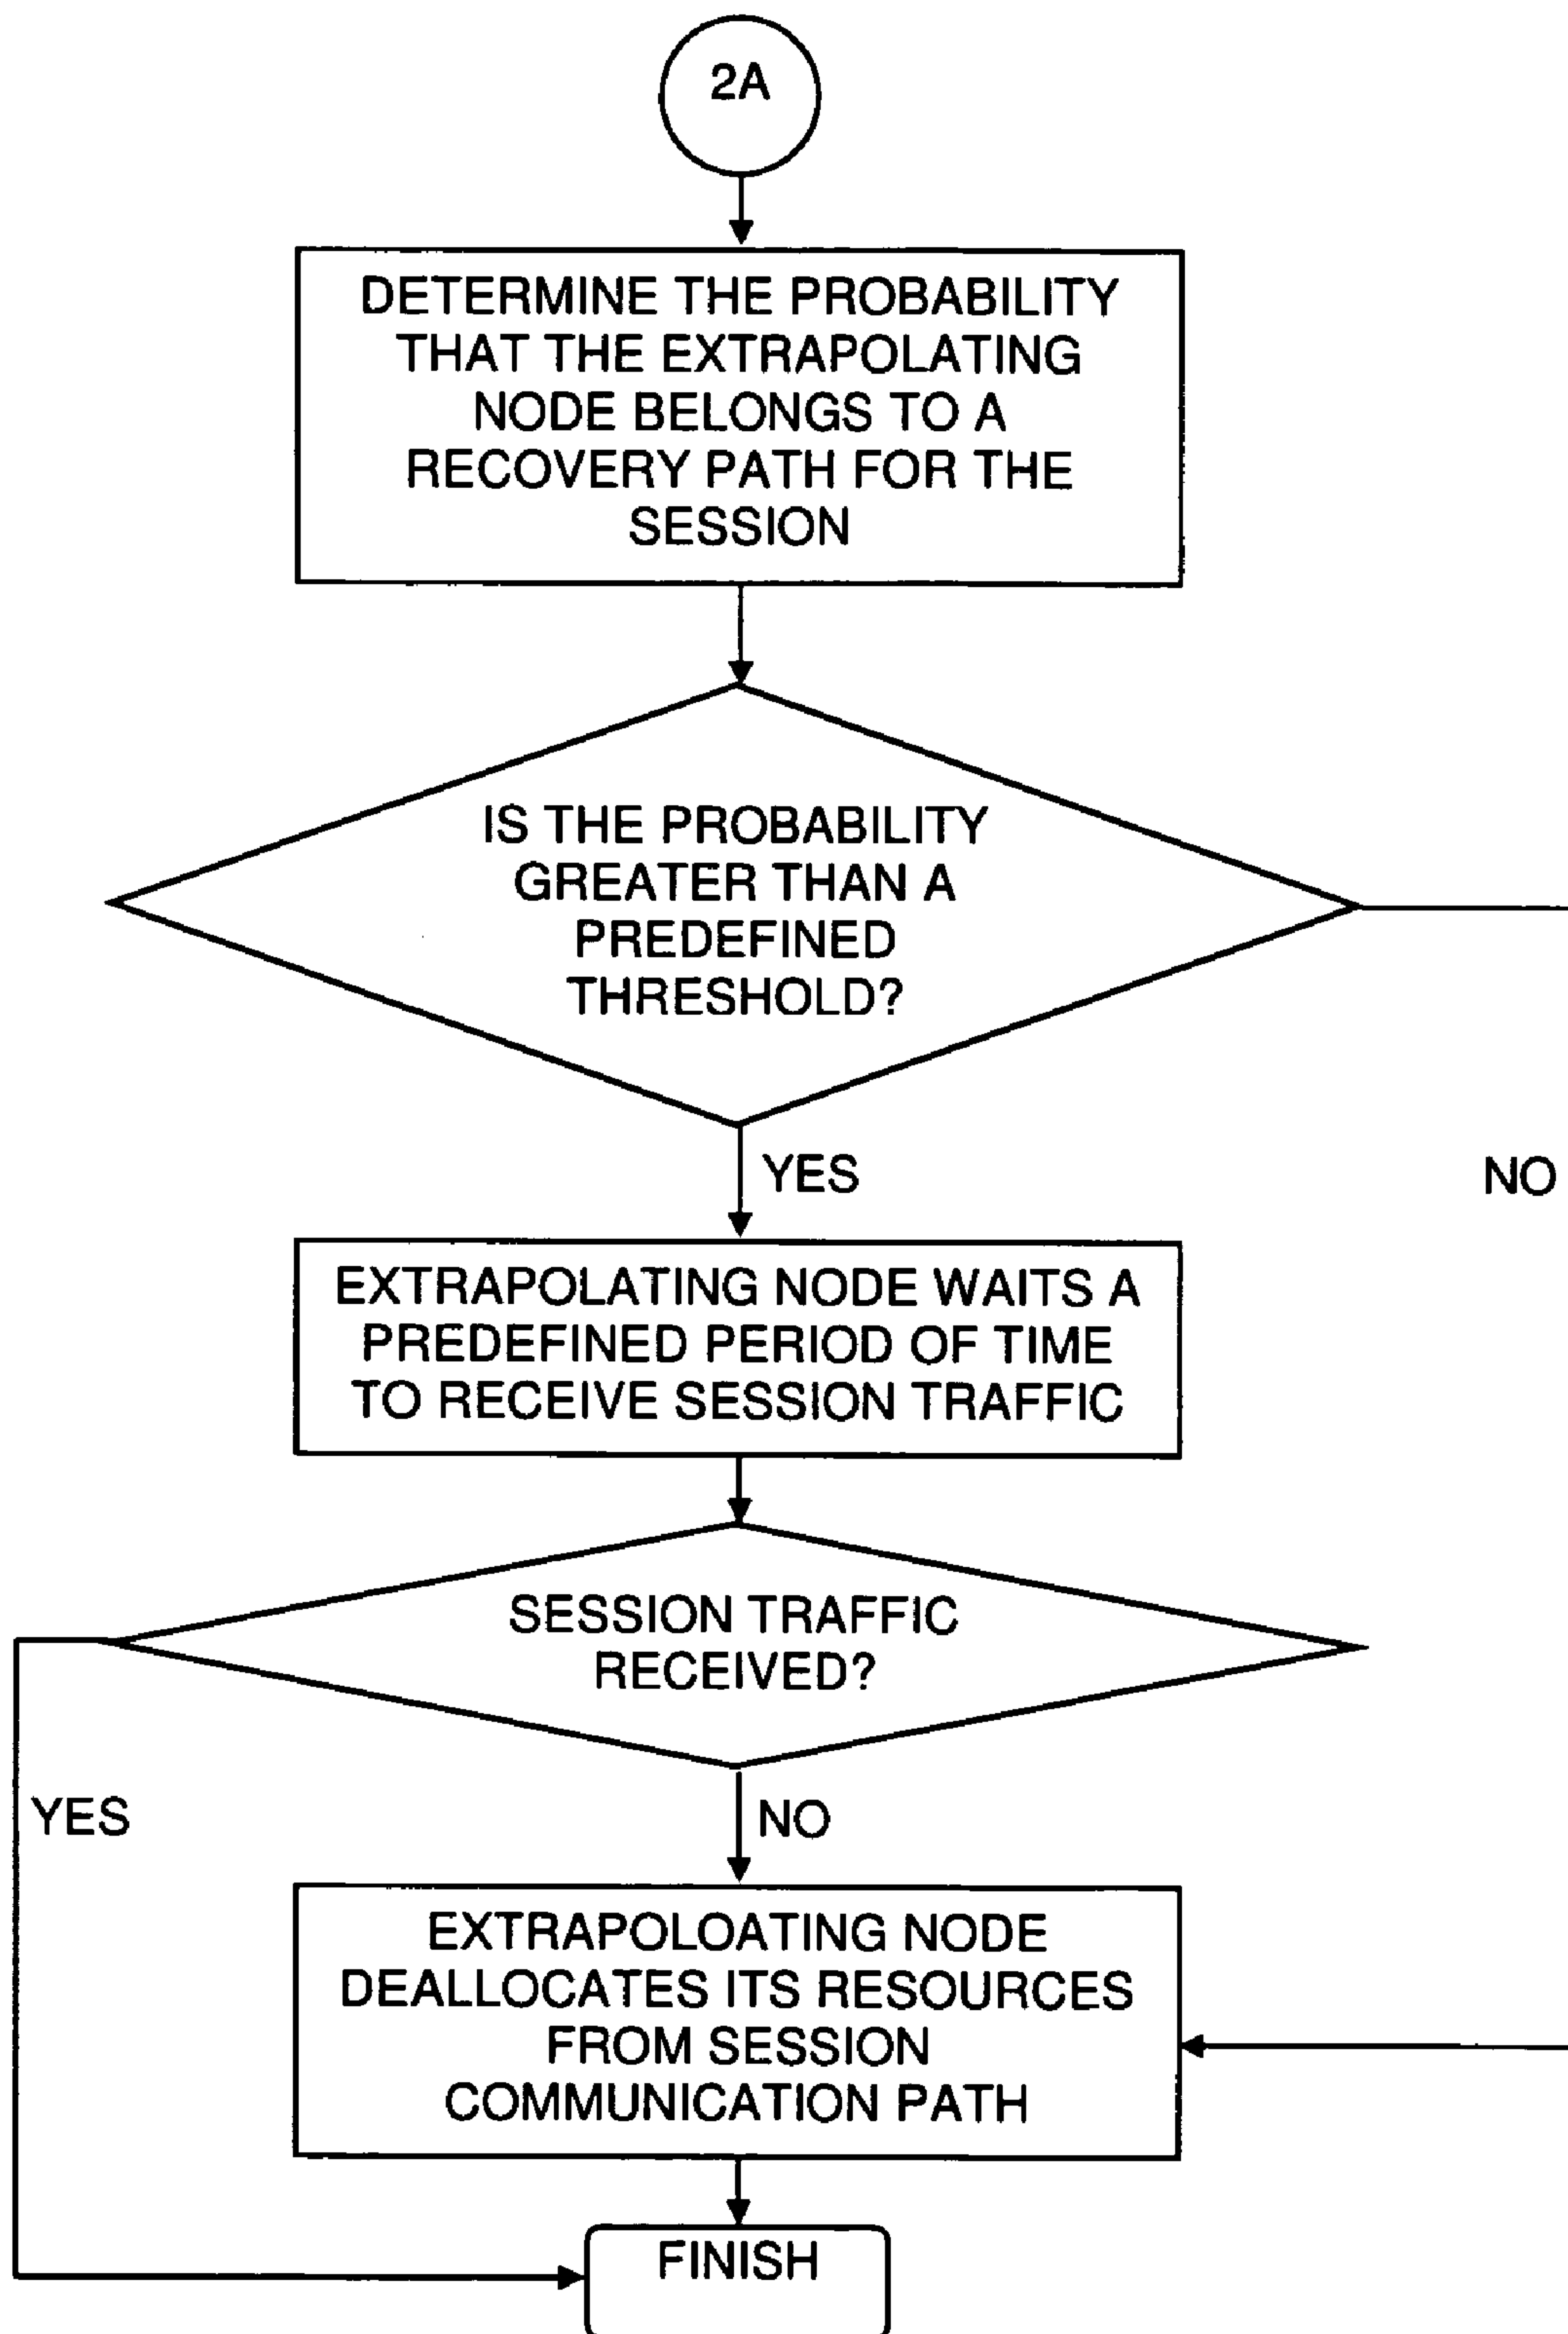 2A
DETERMINE THE PROBABILITY
THAT THE EXTRAPOLATING
NODE BELONGS TO A
RECOVERY PATH FOR THE
SESSION
IS THE PROBABILITY
GREATER THAN A
PREDEFINED
THRESHOLD?
YES
NO
EXTRAPOLATING NODE WAITS A
PREDEFINED PERIOD OF TIME
TO RECEIVE SESSION TRAFFIC
SESSION TRAFFIC
RECEIVED?
YES
NO
EXTRAPOLOATING NODE
DEALLOCATES ITS RESOURCES
FROM SESSION
COMMUNICATION PATH
FINISH